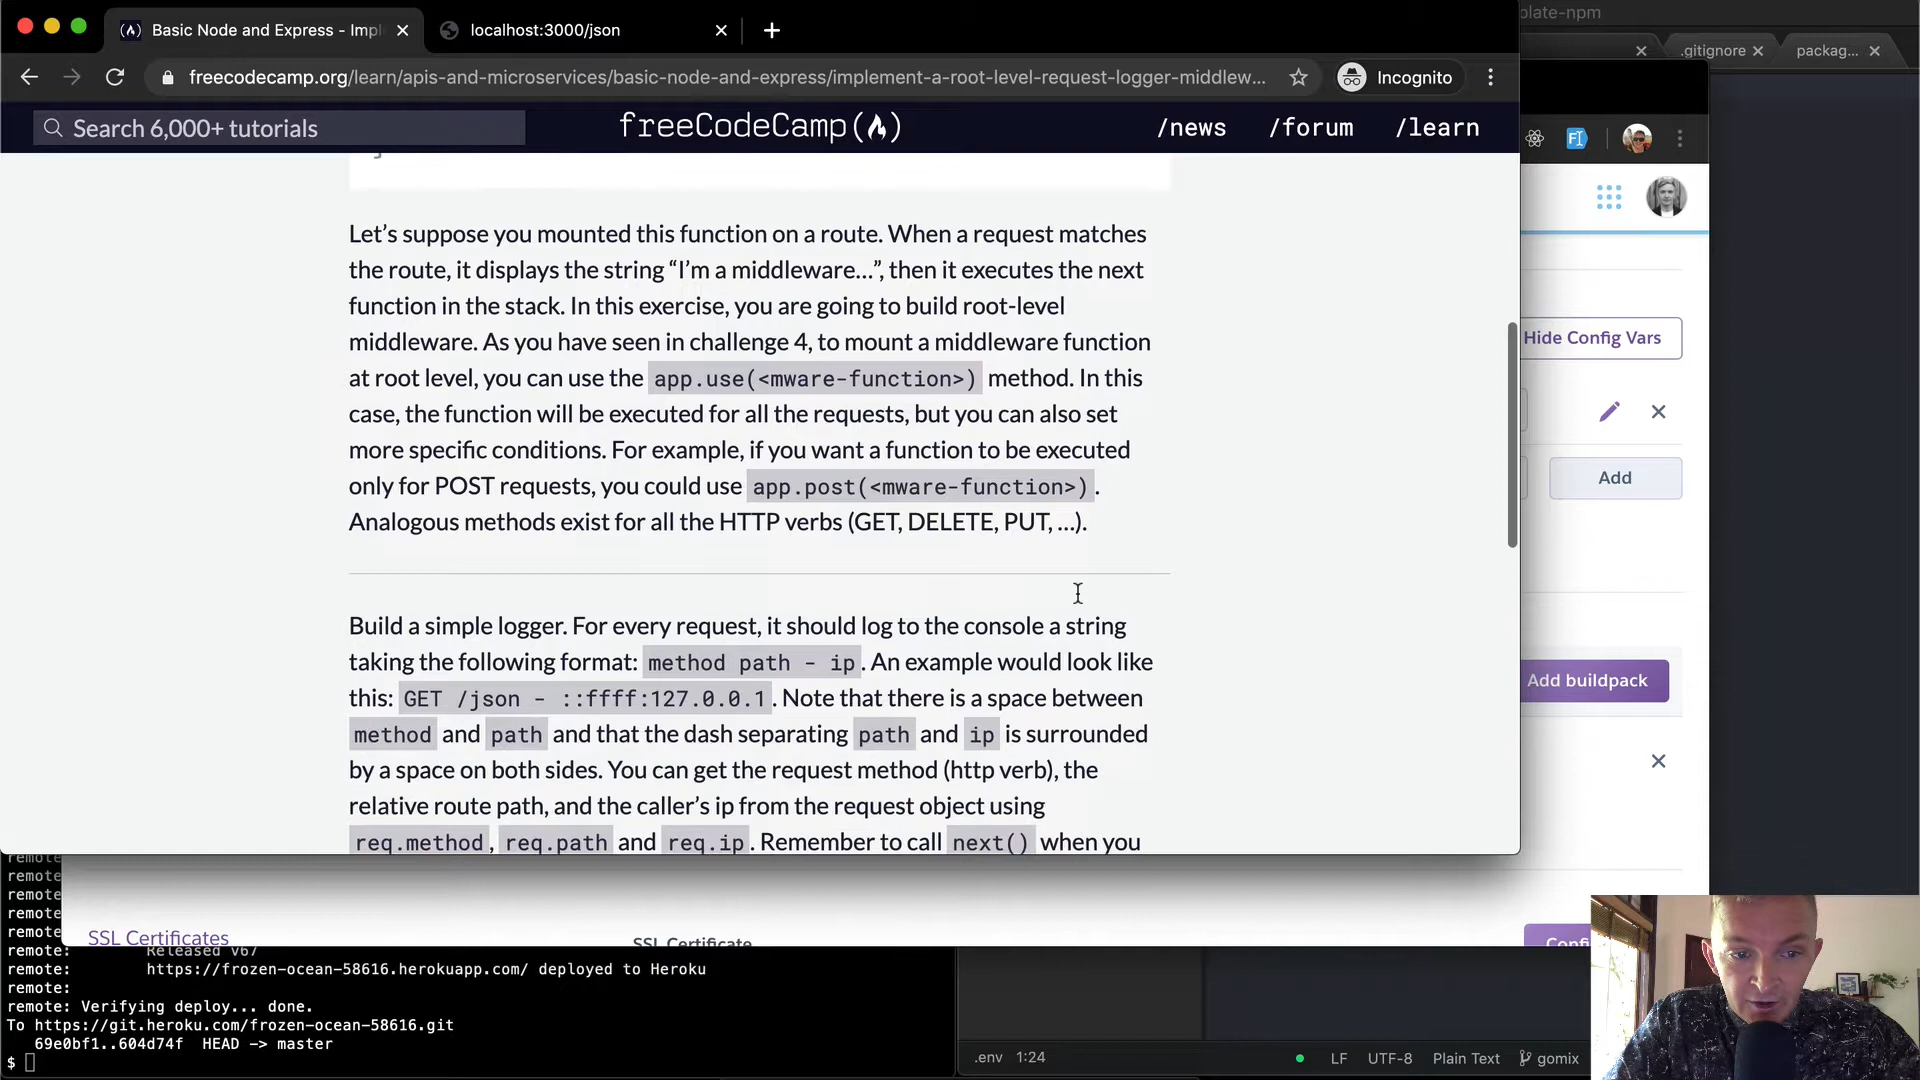 Basic Node and Express - Impl
localhost:3000/json
plate-npm
.gitignore
packag...
freecodecamp.org/learn/apis-and-microservices/basic-node-and-express/implement-a-root-level-request-logger-middlew...
Incognito
Search 6,000+ tutorials
freeCodeCamp
/news
/forum
/learn
Let's suppose you mounted this function on a route. When a request matches
the route, it displays the string “I'm a middleware…”, then it executes the next
function in the stack. In this exercise, you are going to build root-level
middleware. As you have seen in challenge 4, to mount a middleware function
at root level, you can use the app.use(<mware-function>) method. In this
case, the function will be executed for all the requests, but you can also set
more specific conditions. For example, if you want a function to be executed
only for POST requests, you could use app.post(<mware-function>).
Analogous methods exist for all the HTTP verbs (GET, DELETE, PUT, …).
Build a simple logger. For every request, it should log to the console a string
taking the following format: method path - ip. An example would look like
this: GET /json - ::ffff:127.0.0.1. Note that there is a space between
method and path and that the dash separating path and ip is surrounded
by a space on both sides. You can get the request method (http verb), the
relative route path, and the caller's ip from the request object using
req.method, req.path and req.ip. Remember to call next() when you
Hide Config Vars
Add
Add buildpack
SSL Certificates
SSL Certificate
Confi
remote
remote
remote
remote
remote
remote: Released v67
remote: https://frozen-ocean-58616.herokuapp.com/ deployed to Heroku
remote:
remote: Verifying deploy... done.
To https://git.heroku.com/frozen-ocean-58616.git
69e0bf1..604d74f HEAD -> master
$
.env 1:24
LF
UTF-8
Plain Text
gomix